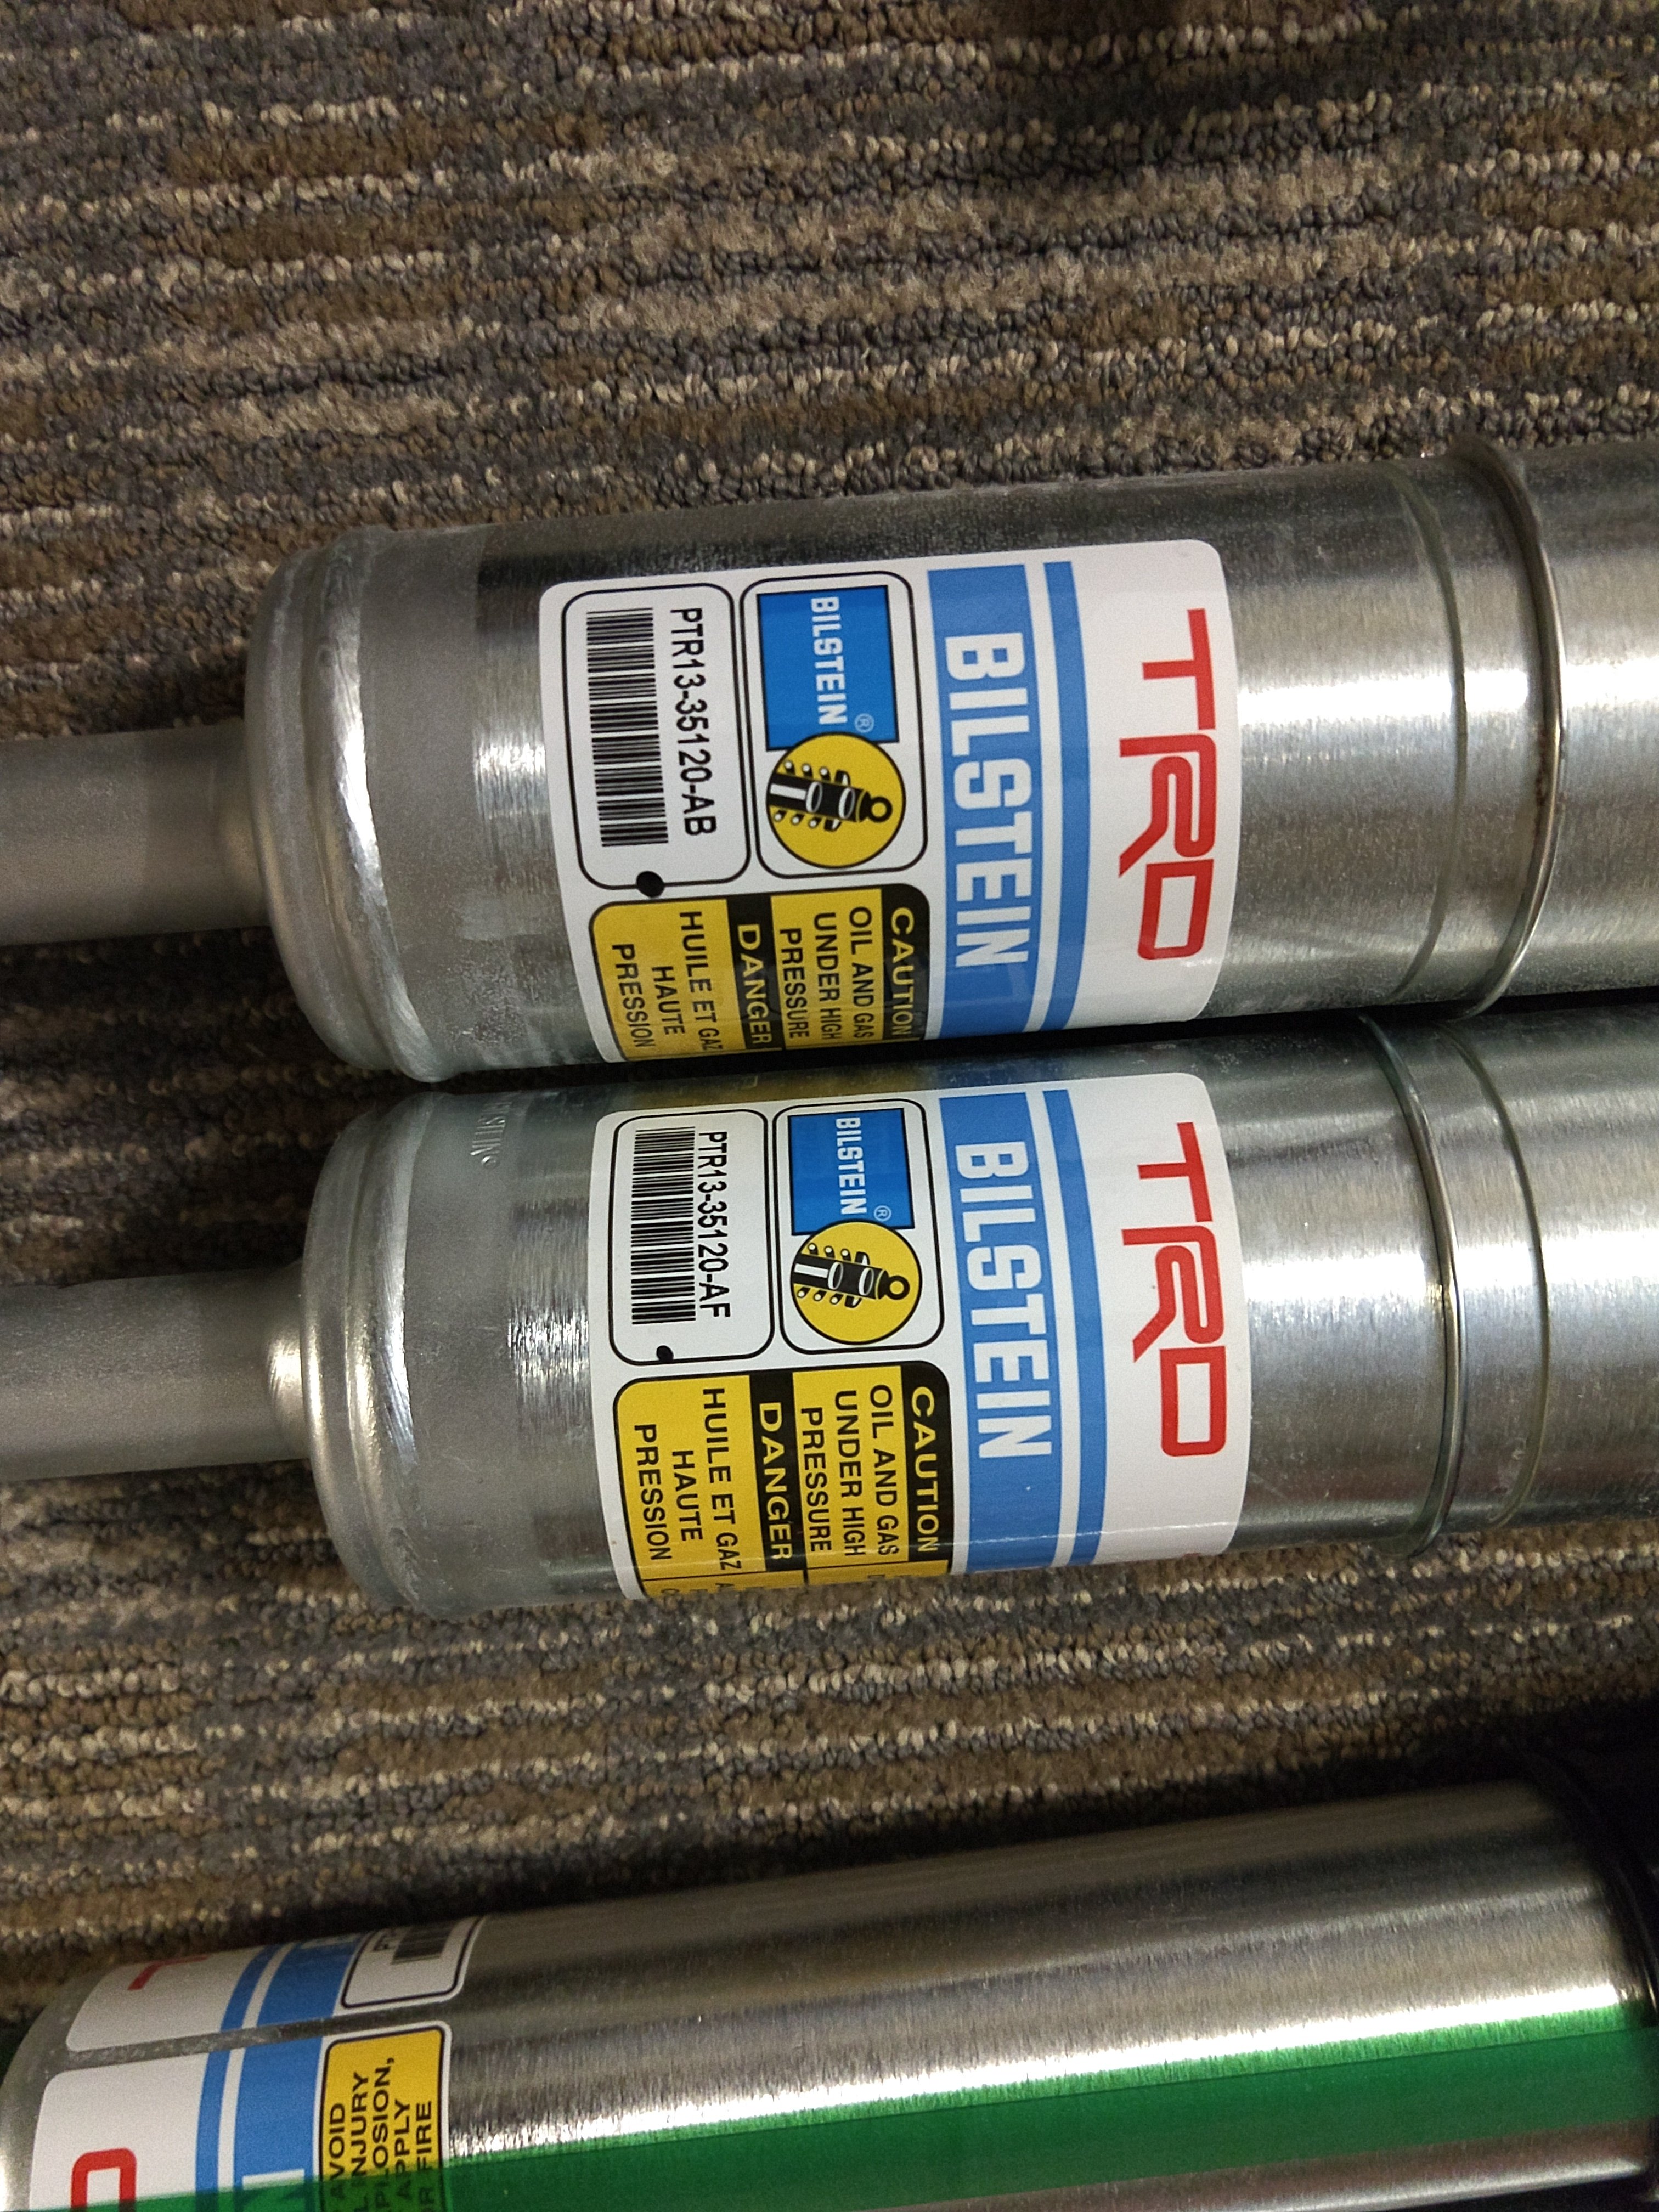 TRD
BILSTEIN
BILSTEIN®
PTR13-35120-AB
CAUTION
OIL AND GAS
UNDER HIGH
PRESSURE
DANGER
HUILE ET GAZ
HAUTE
PRESSION
TRD
BILSTEIN
BILSTEIN®
PTR13-35120-AF
CAUTION
OIL AND GAS
UNDER HIGH
PRESSURE
DANGER
HUILE ET GAZ
HAUTE
PRESSION
AVOID
INJURY
APPLY
FIRE